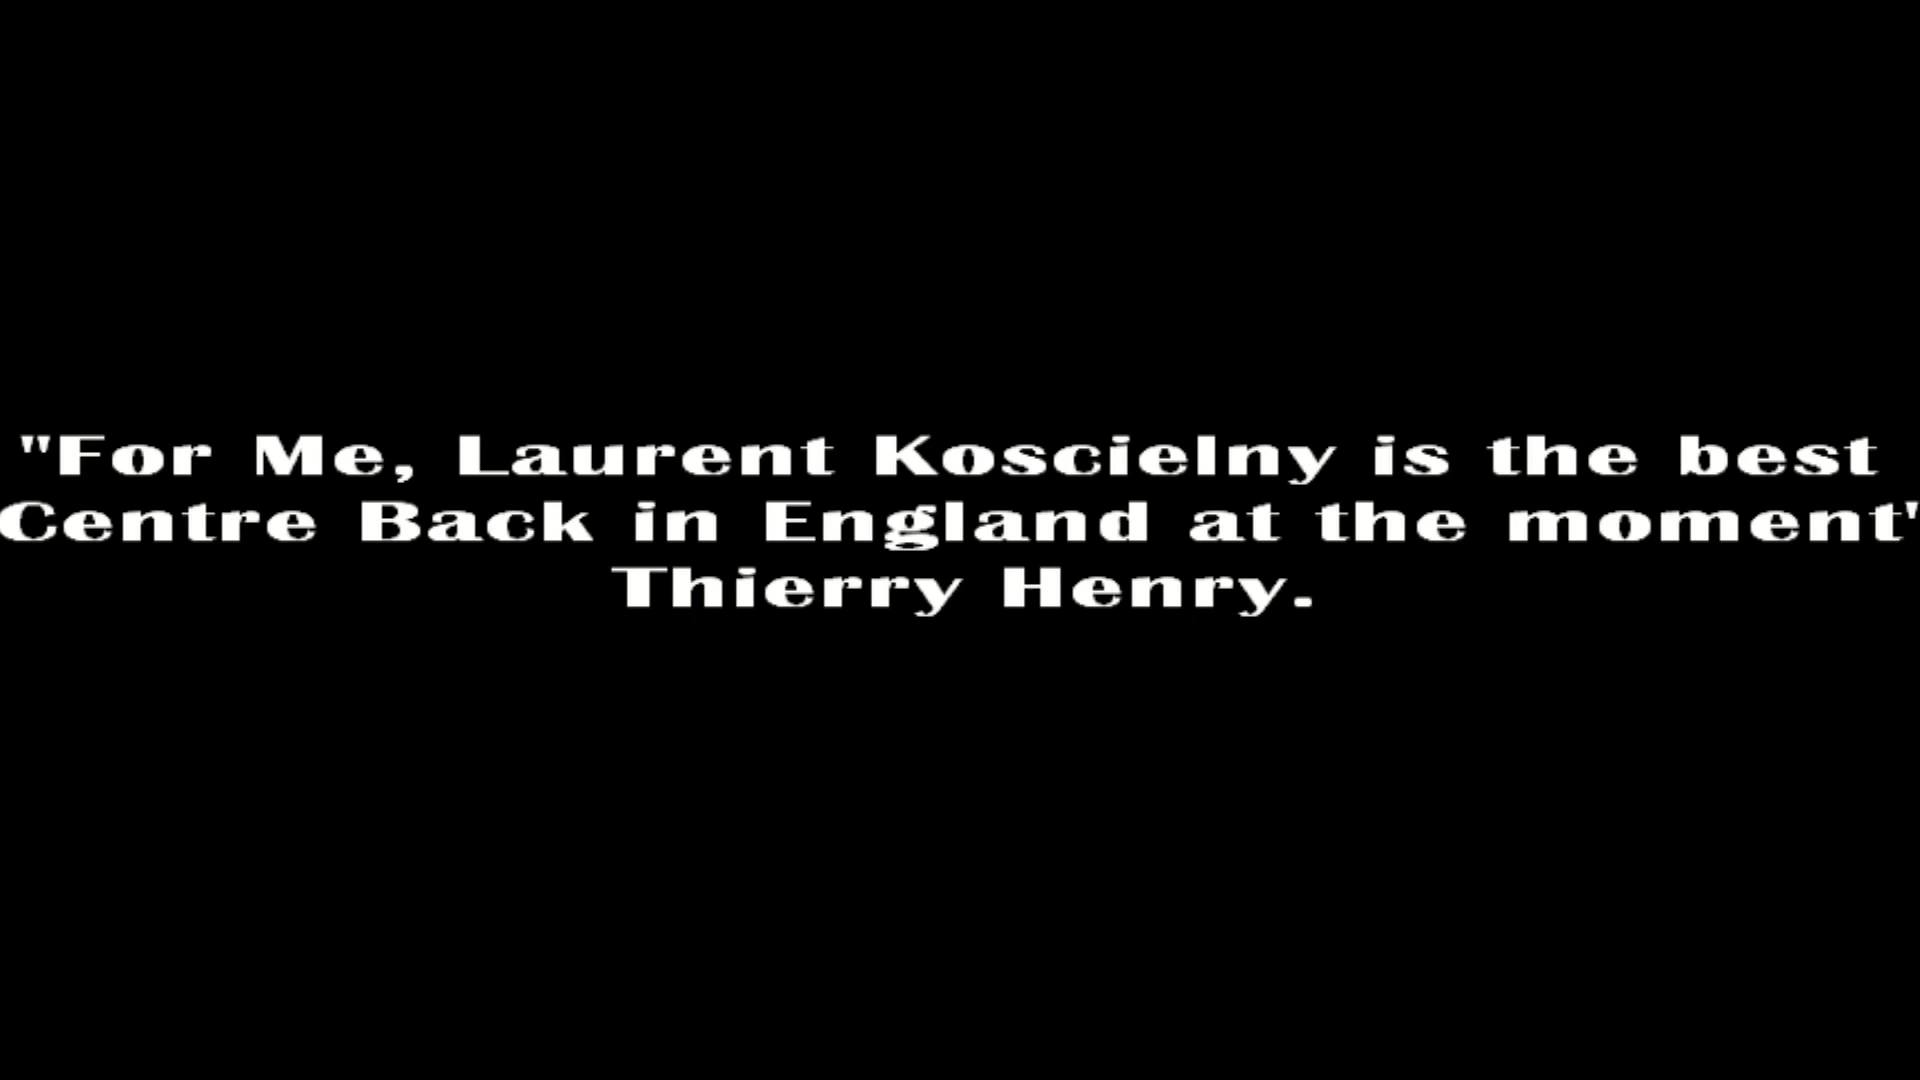 "For Me, Laurent Koscielny is the best
Centre Back in England at the moment'
Thierry Henry.